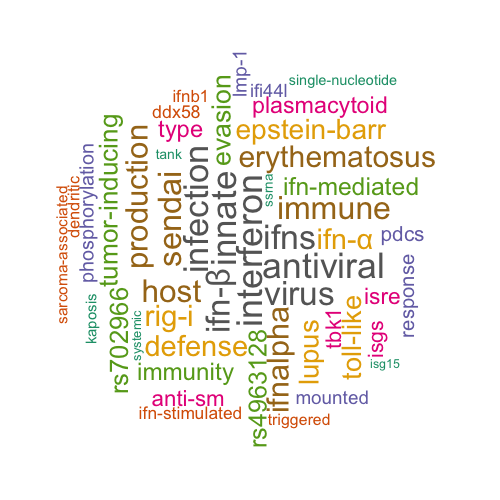 single-nucleotide
lmp-1
ifi44l
ifnb1
ddx58
plasmacytoid
type
evasion
epstein-barr
tank
erythematosus
production
tumor-inducing
phosphorylation
dendritic
sarcoma-associated
sendai
infection
innate
ssrna
ifn-mediated
immune
interferon
ifns
ifn-α
pdcs
ifn-β
antiviral
response
kaposis
systemic
host
virus
isre
rig-i
rs702966
defense
tbk1
isgs
toll-like
lupus
ifnalpha
rs4963128
isg15
immunity
anti-sm
mounted
ifn-stimulated
triggered